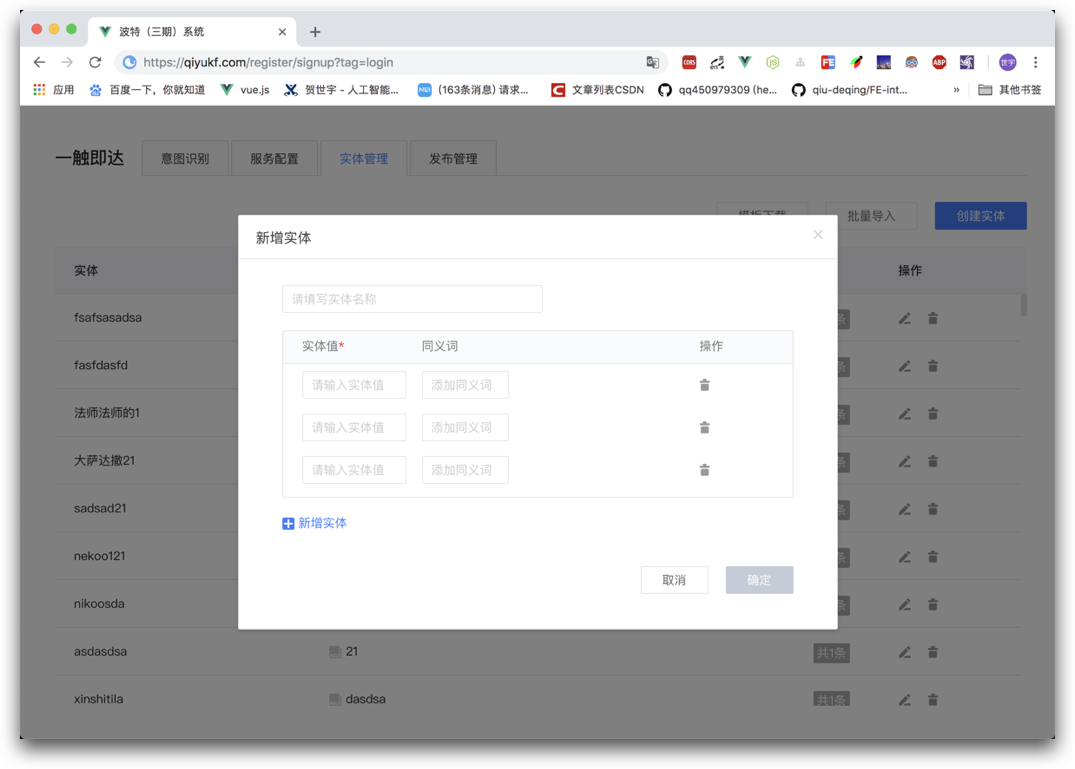 波特（三期）系统
https://qiyukf.com/register/signup?tag=login
应用 百度一下，你就知道 vue.js 贺世宇 - 人工智能... (163条消息) 请求... 文章列表CSDN qq450979309 (he... qiu-deqing/FE-int... » 其他书签
一触即达 意图识别 服务配置 实体管理 发布管理
模板下载 批量导入 创建实体
新增实体
实体 操作
fsafsasadsa 条
请填写实体名称
实体值* 同义词 操作
fasfdasfd 条
请输入实体值 添加同义词
法师法师的1 条
请输入实体值 添加同义词
大萨达撒21 条
请输入实体值 添加同义词
sadsad21 条
新增实体
nekoo121 条
取消 确定
nikoosda 条
asdasdsa 21 共1条
xinshitila dasdsa 共1条